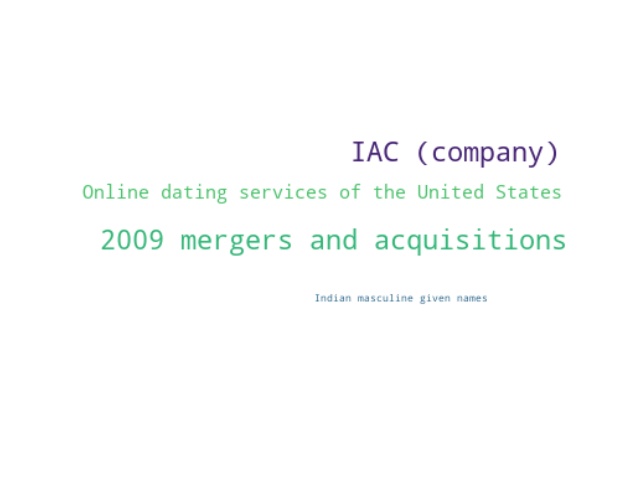 IAC (company)
Online dating services of the United States
2009 mergers and acquisitions
Indian masculine given names